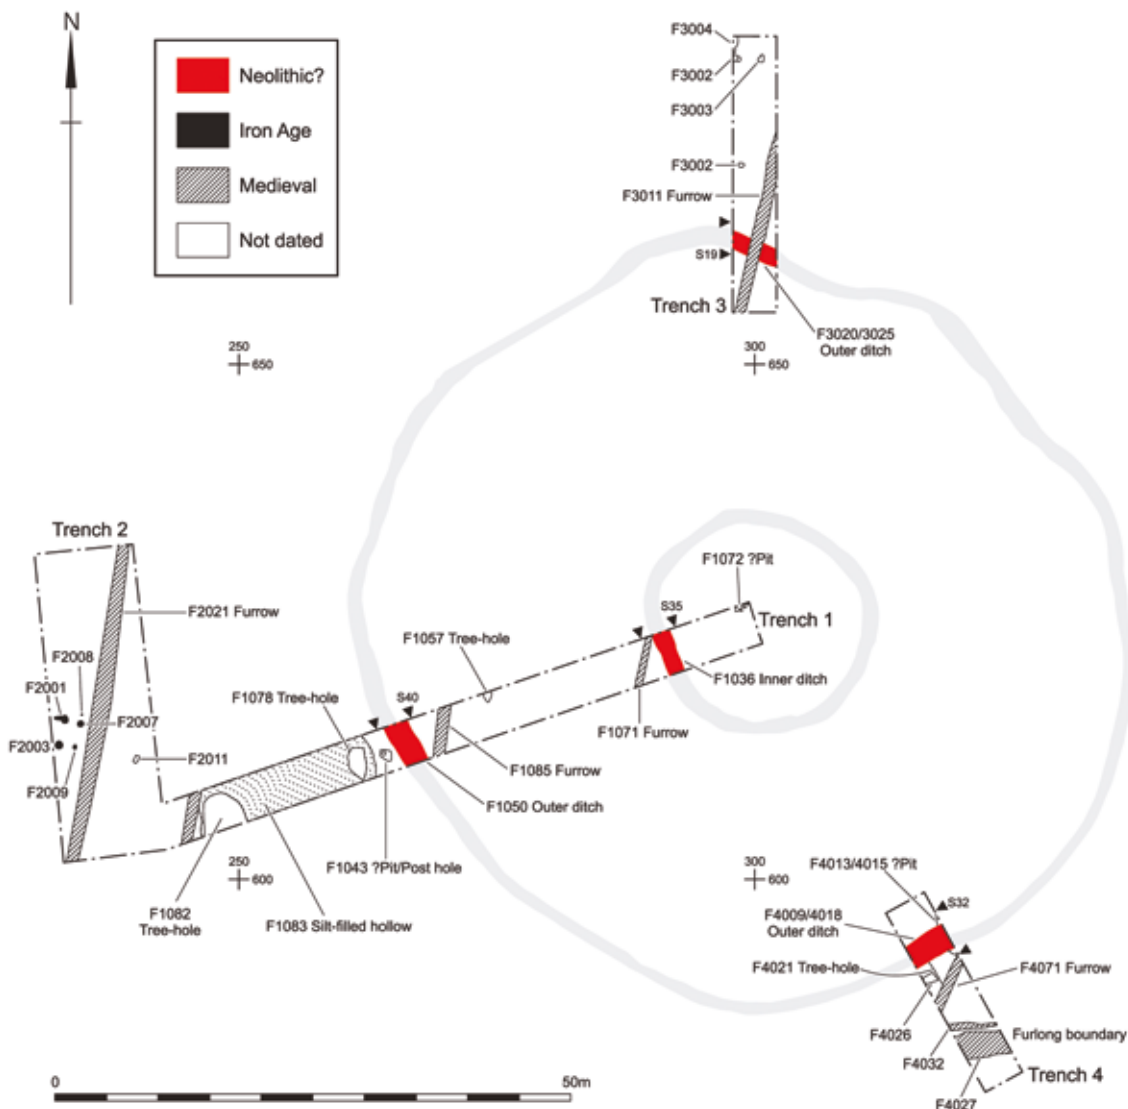 N
Neolithic?
Iron Age
Medieval
Not dated
F3004
F3002
F3003
F3002
F3011 Furrow
S19
Trench 3
F3020/3025
Outer ditch
250
650
300
650
Trench 2
F2021 Furrow
F2008
F2001
F2007
F2003
F2011
F2009
F1072 ?Pit
S35
Trench 1
F1057 Tree-hole
F1036 Inner ditch
F1078 Tree-hole
S40
F1071 Furrow
F1085 Furrow
F1050 Outer ditch
F1043 ?Pit/Post hole
250
600
F1082
Tree-hole
F1083 Silt-filled hollow
300
600
F4013/4015 ?Pit
S32
F4009/4018
Outer ditch
F4021 Tree-hole
F4071 Furrow
F4026
Furlong boundary
F4032
Trench 4
F4027
0
50m